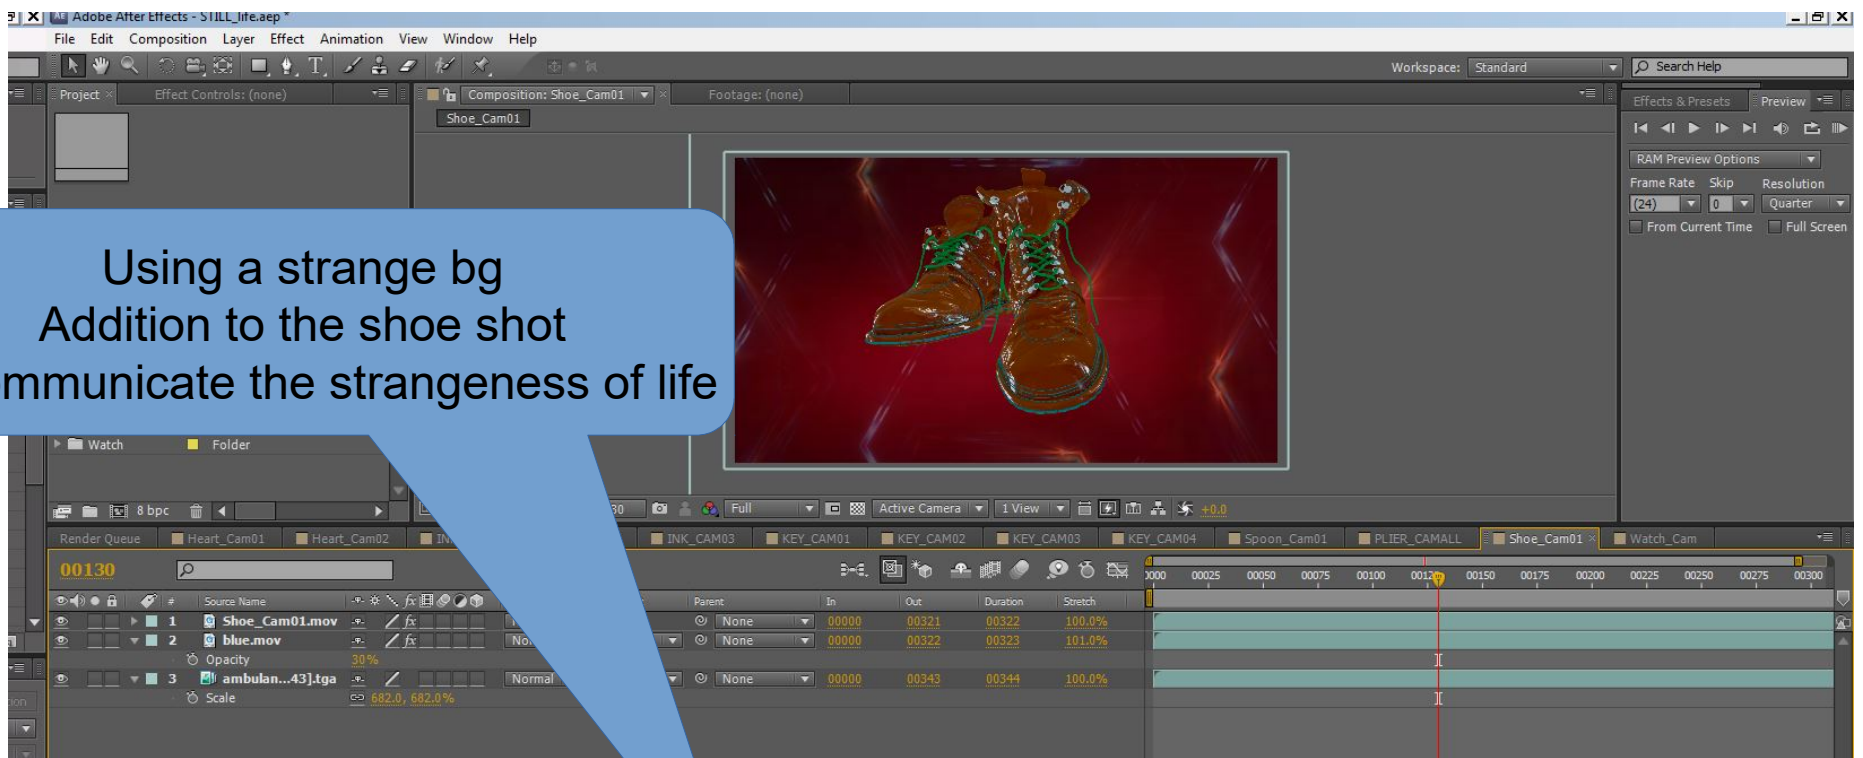 Adobe After Effects - STILL_life.aep *
File Edit Composition Layer Effect Animation View Window Help
Workspace: Standard
Search Help
Project
Effect Controls: (none)
Composition: Shoe_Cam01
Footage: (none)
Effects & Presets
Preview
Shoe_Cam01
RAM Preview Options
Frame Rate Skip Resolution
(24) 0 Quarter
From Current Time Full Screen
Using a strange bg
Addition to the shoe shot
mmunicate the strangeness of life
Watch Folder
8 bpc
30 Full Active Camera 1 View +0.0
Render Queue Heart_Cam01 Heart_Cam02 INK_CAM03 KEY_CAM01 KEY_CAM02 KEY_CAM03 KEY_CAM04 Spoon_Cam01 PLIER_CAMALL Shoe_Cam01 Watch_Cam
00130
00025 00050 00075 00100 00150 00175 00200 00225 00250 00275 00300
# Source Name Parent In Out Duration Stretch
1 Shoe_Cam01.mov None 00000 00321 00322 100.0%
2 blue.mov None 00000 00322 00323 101.0%
Opacity 30%
3 ambulan...43].tga Normal None 00000 00343 00344 100.0%
Scale 682.0, 682.0%